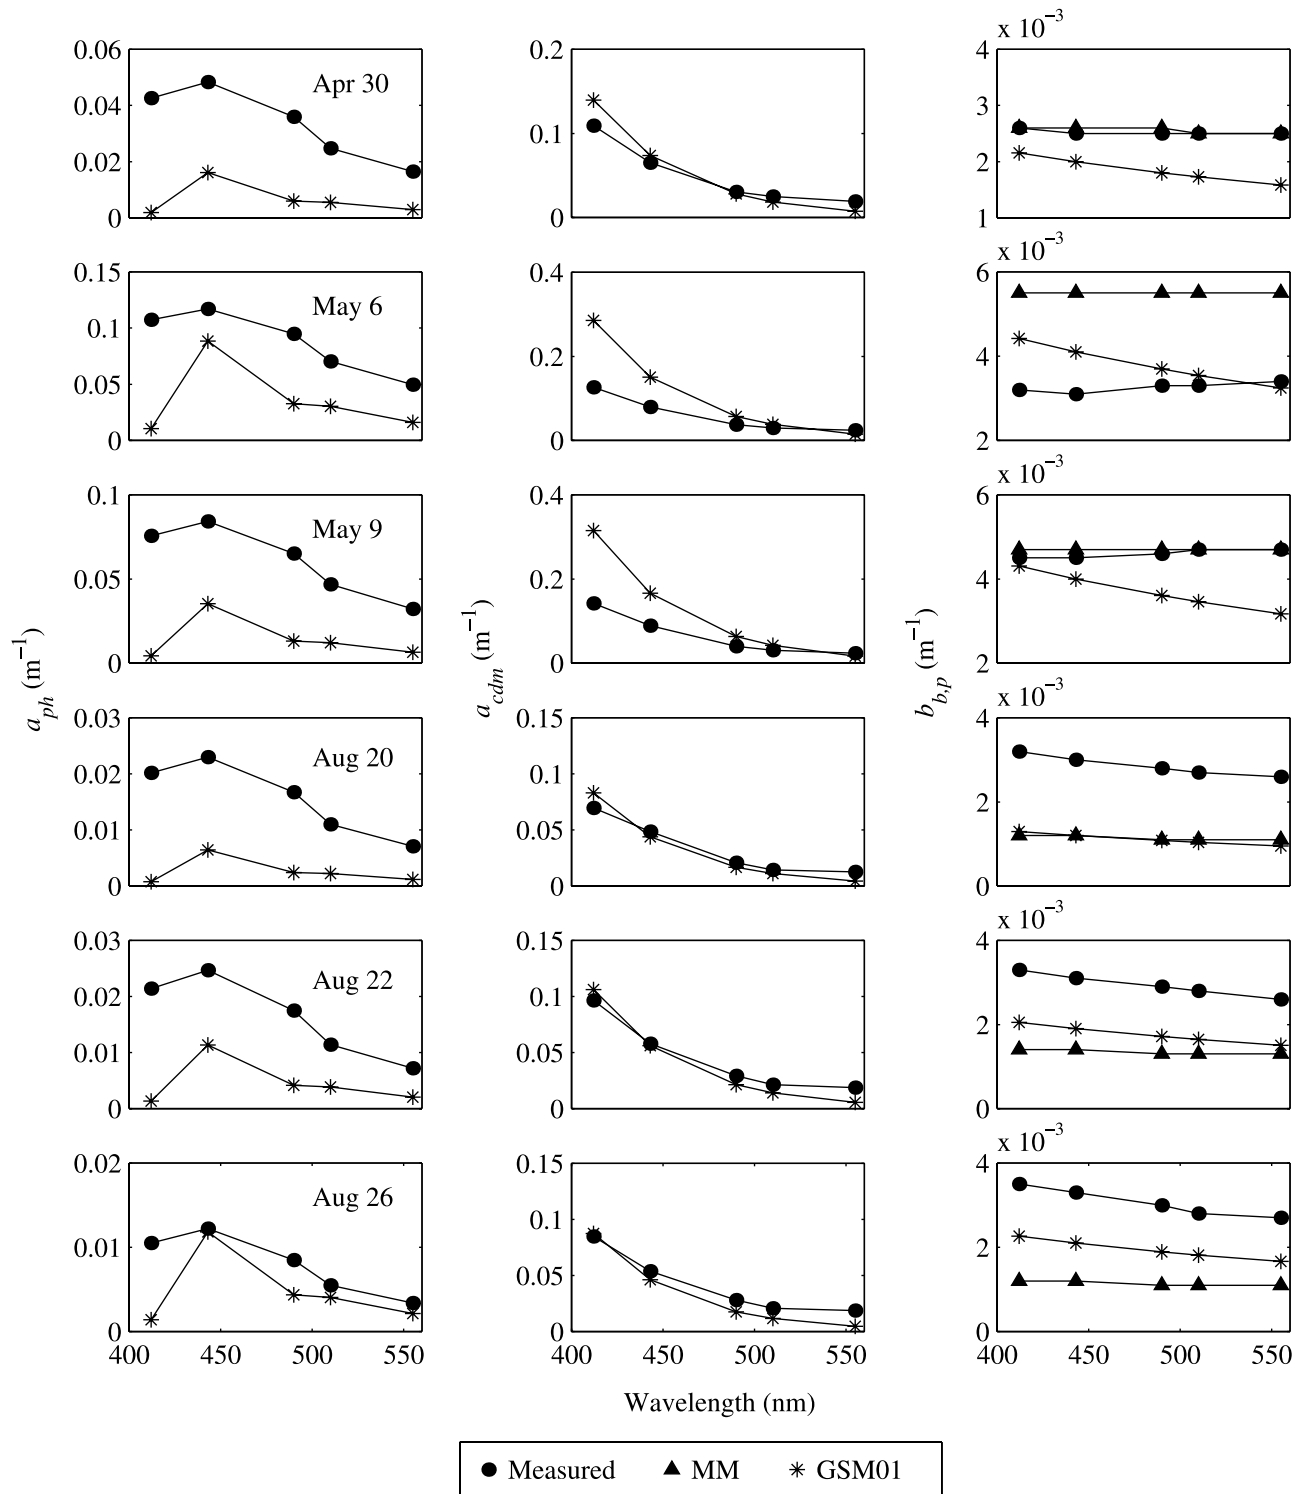 x 10⁻³
0.06 0.2 4
Apr 30
0.04 3
0.1
0.02 2
0 0 1
x 10⁻³
0.15 0.4 6
May 6
0.1
0.2 4
0.05
0 0 2
x 10⁻³
0.1 0.4 6
May 9
0.05 0.2 4
0 0 2
a_ph (m⁻¹)
a_cdm (m⁻¹)
b_b,p (m⁻¹)
x 10⁻³
0.03 0.15 4
Aug 20
0.02 0.1
2
0.01 0.05
0 0 0
x 10⁻³
0.03 0.15 4
Aug 22
0.02 0.1
2
0.01 0.05
0 0 0
x 10⁻³
0.02 0.15 4
Aug 26
0.1
0.01 2
0.05
0 0 0
400 450 500 550 400 450 500 550 400 450 500 550
Wavelength (nm)
Measured MM GSM01